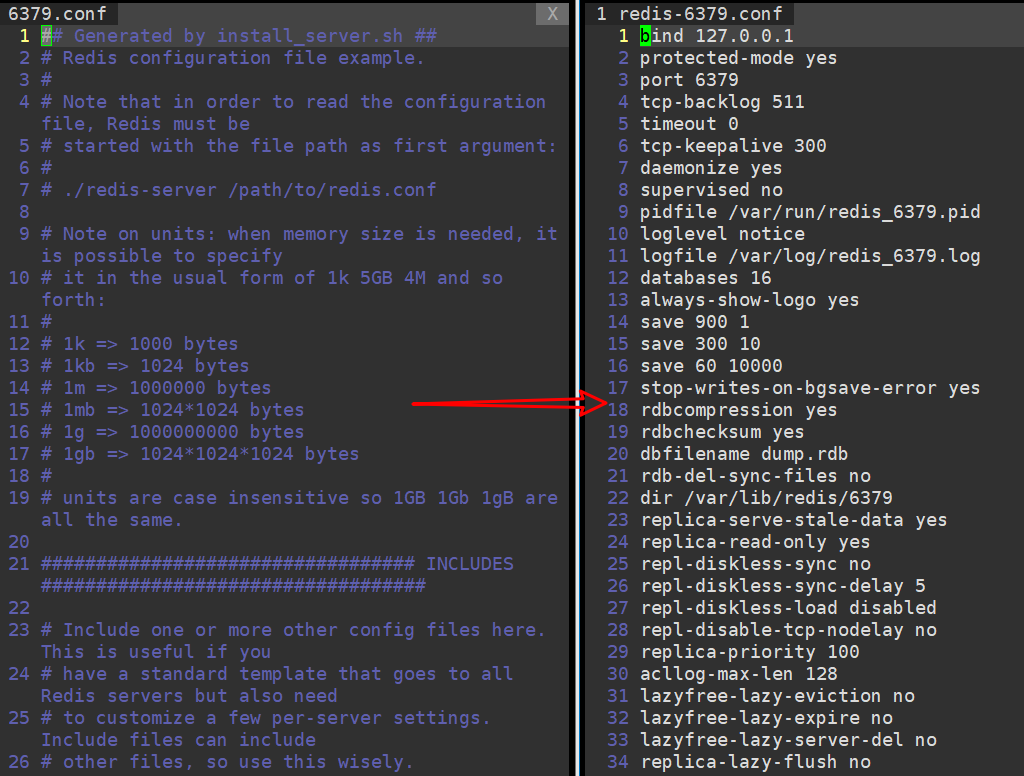 6379.conf X
1 ## Generated by install_server.sh ##
2 # Redis configuration file example.
3 #
4 # Note that in order to read the configuration
file, Redis must be
5 # started with the file path as first argument:
6 #
7 # ./redis-server /path/to/redis.conf
8
9 # Note on units: when memory size is needed, it
is possible to specify
10 # it in the usual form of 1k 5GB 4M and so
forth:
11 #
12 # 1k => 1000 bytes
13 # 1kb => 1024 bytes
14 # 1m => 1000000 bytes
15 # 1mb => 1024*1024 bytes
16 # 1g => 1000000000 bytes
17 # 1gb => 1024*1024*1024 bytes
18 #
19 # units are case insensitive so 1GB 1Gb 1gB are
all the same.
20
21 ################################## INCLUDES
###################################
22
23 # Include one or more other config files here.
This is useful if you
24 # have a standard template that goes to all
Redis servers but also need
25 # to customize a few per-server settings.
Include files can include
26 # other files, so use this wisely.
1 redis-6379.conf
1 bind 127.0.0.1
2 protected-mode yes
3 port 6379
4 tcp-backlog 511
5 timeout 0
6 tcp-keepalive 300
7 daemonize yes
8 supervised no
9 pidfile /var/run/redis_6379.pid
10 loglevel notice
11 logfile /var/log/redis_6379.log
12 databases 16
13 always-show-logo yes
14 save 900 1
15 save 300 10
16 save 60 10000
17 stop-writes-on-bgsave-error yes
18 rdbcompression yes
19 rdbchecksum yes
20 dbfilename dump.rdb
21 rdb-del-sync-files no
22 dir /var/lib/redis/6379
23 replica-serve-stale-data yes
24 replica-read-only yes
25 repl-diskless-sync no
26 repl-diskless-sync-delay 5
27 repl-diskless-load disabled
28 repl-disable-tcp-nodelay no
29 replica-priority 100
30 acllog-max-len 128
31 lazyfree-lazy-eviction no
32 lazyfree-lazy-expire no
33 lazyfree-lazy-server-del no
34 replica-lazy-flush no